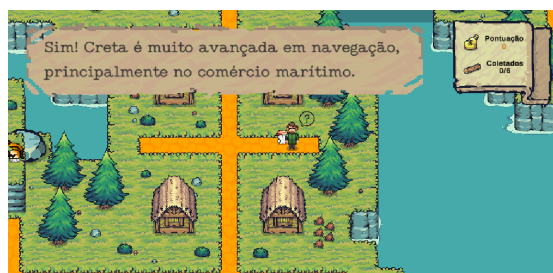 Sim! Creta é muito avançada em navegação,
principalmente no comércio marítimo.
Pontuação
0
Coletados
0/6
?